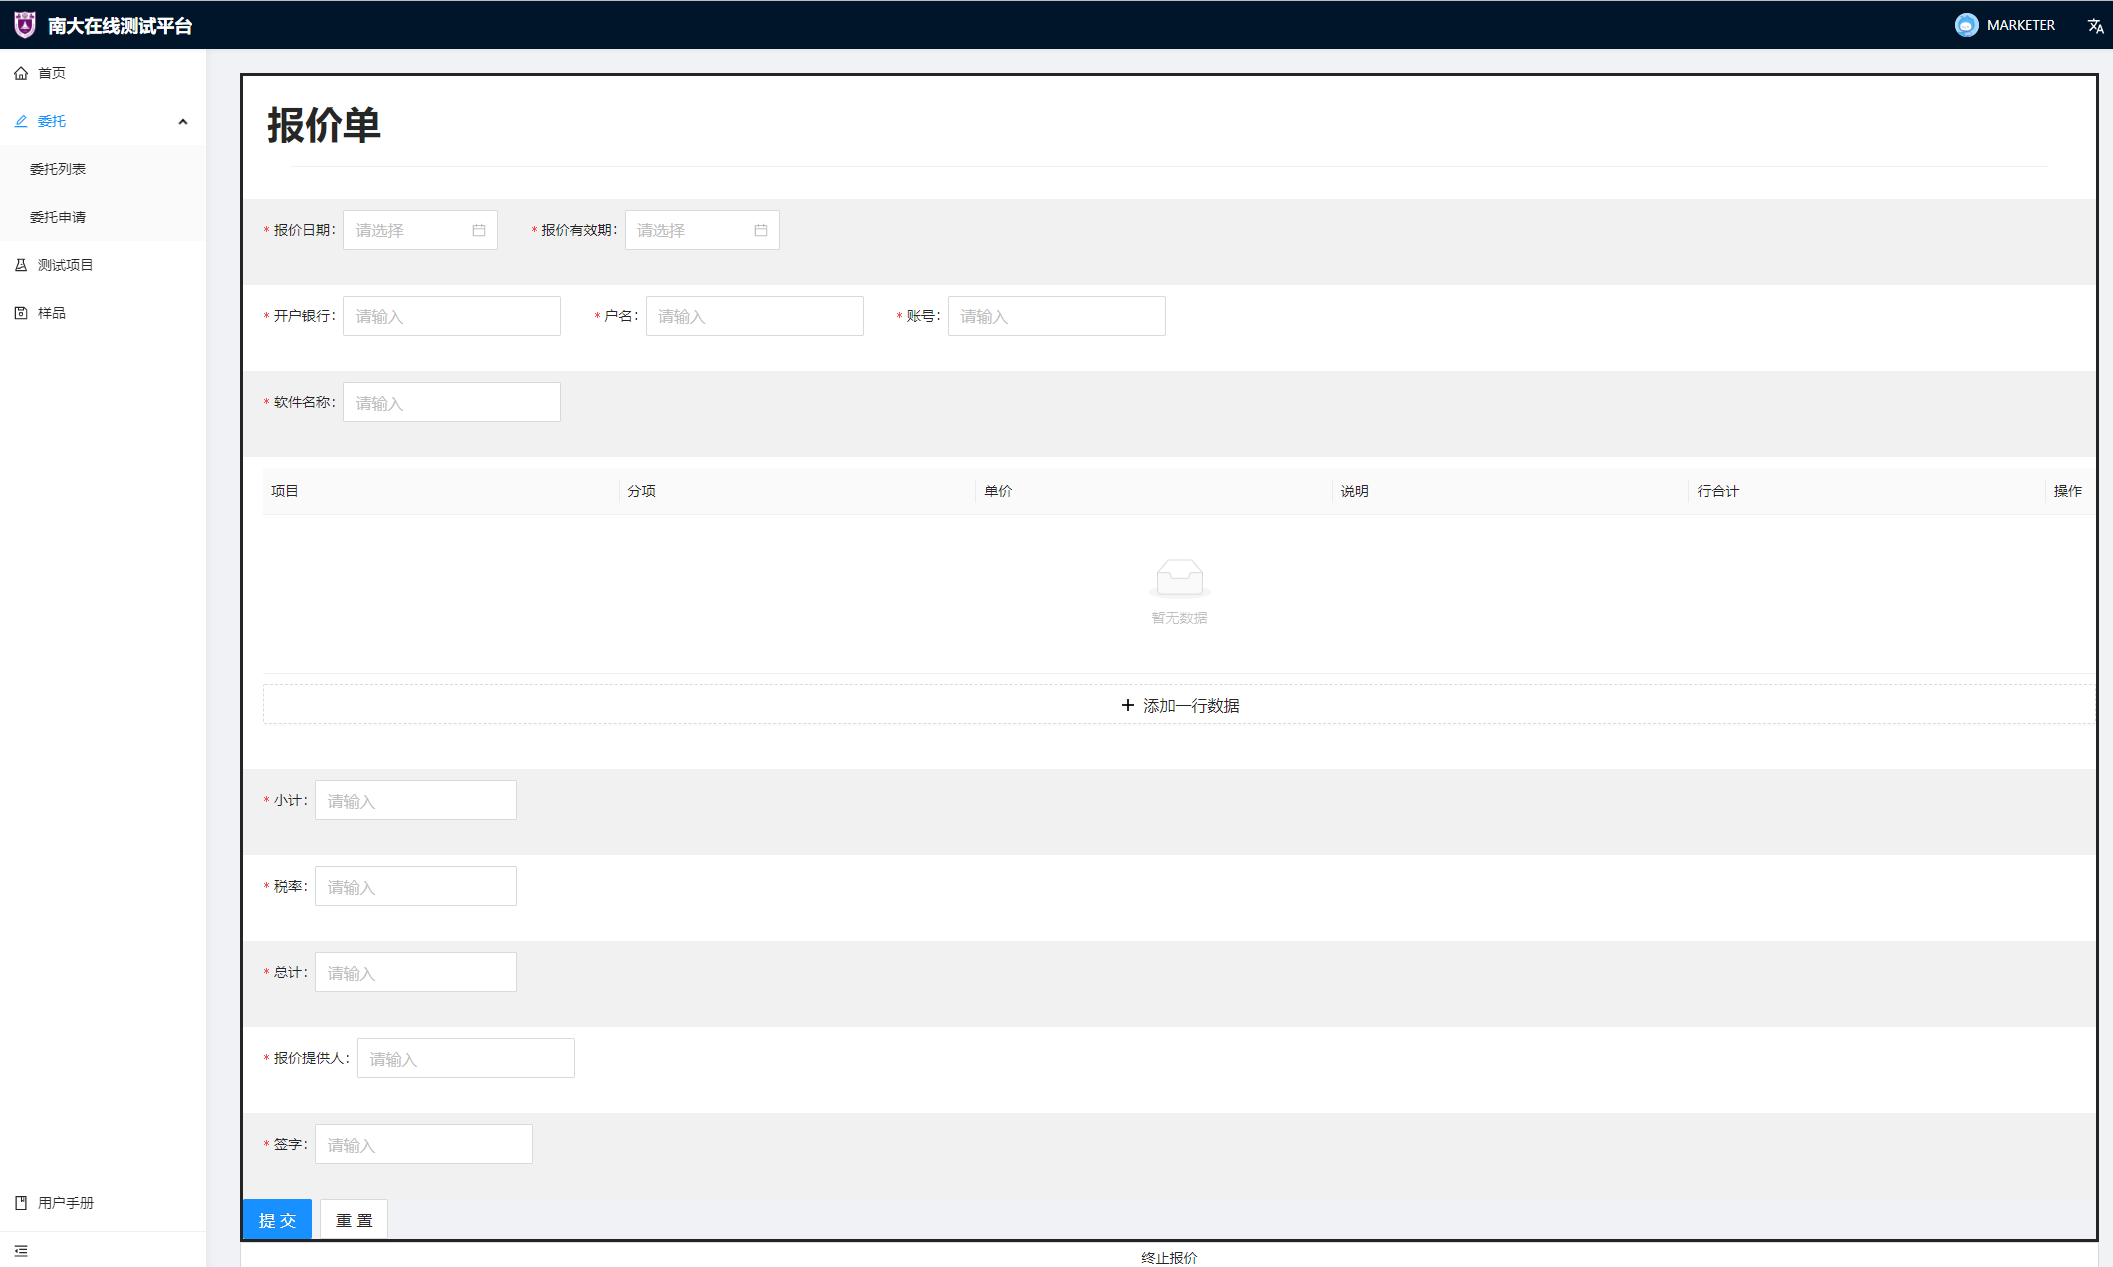 南大在线测试平台
MARKETER
首页
委托
委托列表
委托申请
测试项目
样品
用户手册
报价单
* 报价日期： 请选择 * 报价有效期： 请选择
* 开户银行： 请输入 * 户名： 请输入 * 账号： 请输入
* 软件名称： 请输入
项目 分项 单价 说明 行合计 操作
暂无数据
+ 添加一行数据
* 小计： 请输入
* 税率： 请输入
* 总计： 请输入
* 报价提供人： 请输入
* 签字： 请输入
提 交 重 置
终止报价